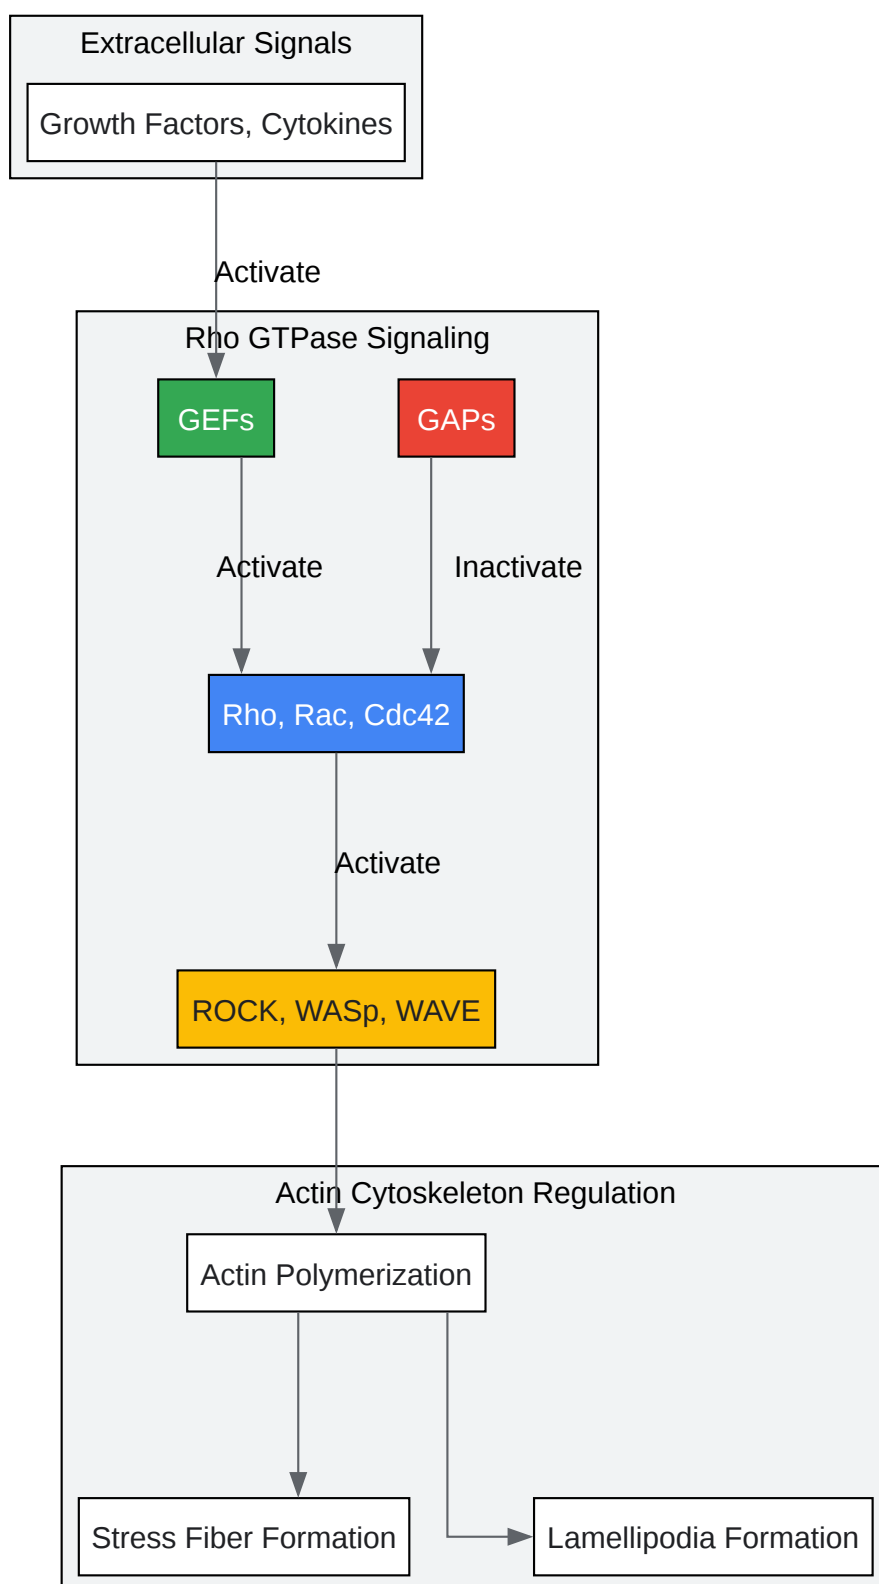 Extracellular Signals
Growth Factors, Cytokines
Activate
Rho GTPase Signaling
GEFs
GAPs
Activate
Inactivate
Rho, Rac, Cdc42
Activate
ROCK, WASp, WAVE
Actin Cytoskeleton Regulation
Actin Polymerization
Stress Fiber Formation
Lamellipodia Formation